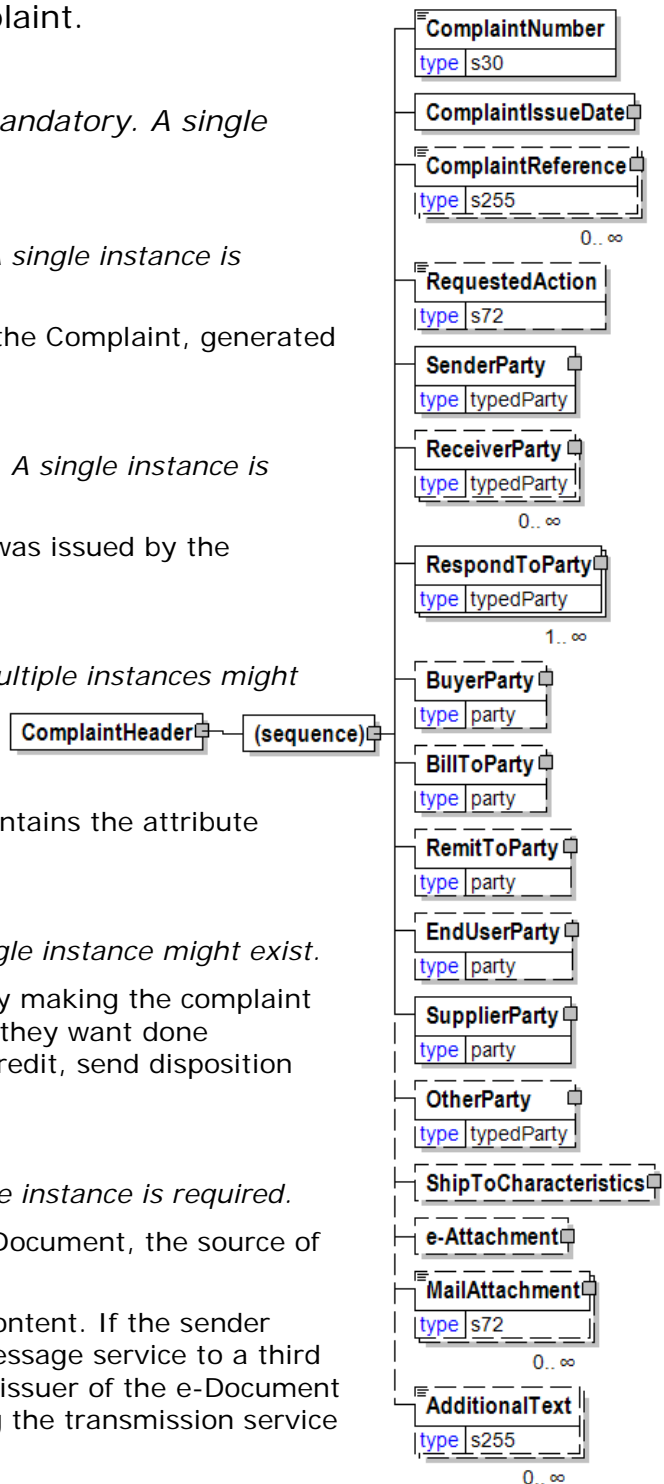 plaint.
andatory. A single
A single instance is
the Complaint, generated
. A single instance is
was issued by the
ultiple instances might
ntains the attribute
gle instance might exist.
y making the complaint
they want done
redit, send disposition
e instance is required.
Document, the source of
ontent. If the sender
essage service to a third
issuer of the e-Document
g the transmission service
ComplaintHeader
(sequence)
ComplaintNumber
type s30
ComplaintIssueDate
ComplaintReference
type s255
0.. ∞
RequestedAction
type s72
SenderParty
type typedParty
ReceiverParty
type typedParty
0.. ∞
RespondToParty
type typedParty
1.. ∞
BuyerParty
type party
BillToParty
type party
RemitToParty
type party
EndUserParty
type party
SupplierParty
type party
OtherParty
type typedParty
ShipToCharacteristics
e-Attachment
MailAttachment
type s72
0.. ∞
AdditionalText
type s255
0.. ∞